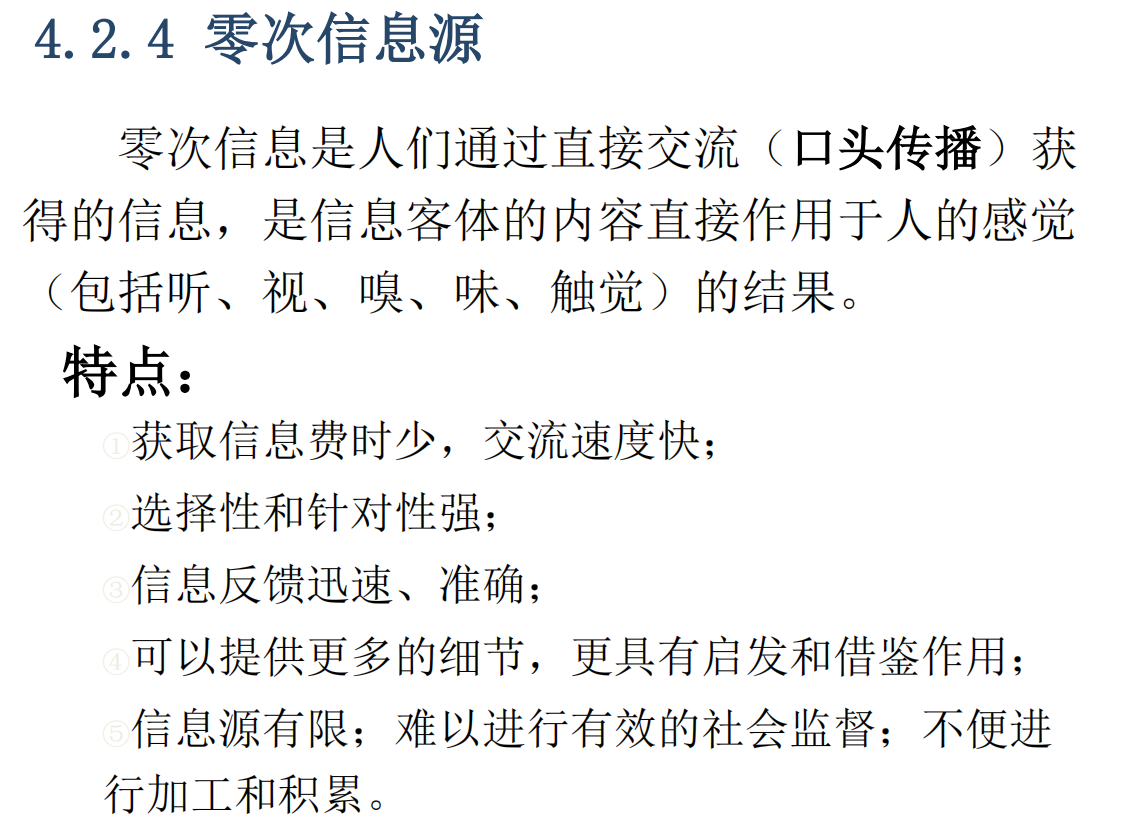 4.2.4 零次信息源
零次信息是人们通过直接交流（口头传播）获
得的信息，是信息客体的内容直接作用于人的感觉
（包括听、视、嗅、味、触觉）的结果。
特点：
①获取信息费时少，交流速度快；
②选择性和针对性强；
③信息反馈迅速、准确；
④可以提供更多的细节，更具有启发和借鉴作用；
⑤信息源有限；难以进行有效的社会监督；不便进
行加工和积累。